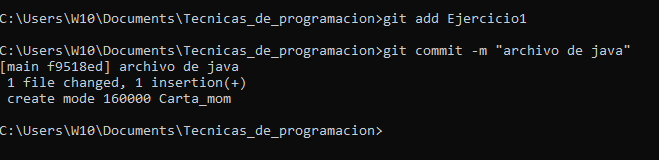 C:\Users\W10\Documents\Tecnicas_de_programacion>git add Ejercicio1
C:\Users\W10\Documents\Tecnicas_de_programacion>git commit -m "archivo de java"
[main f9518ed] archivo de java
 1 file changed, 1 insertion(+)
 create mode 160000 Carta_mom
C:\Users\W10\Documents\Tecnicas_de_programacion>